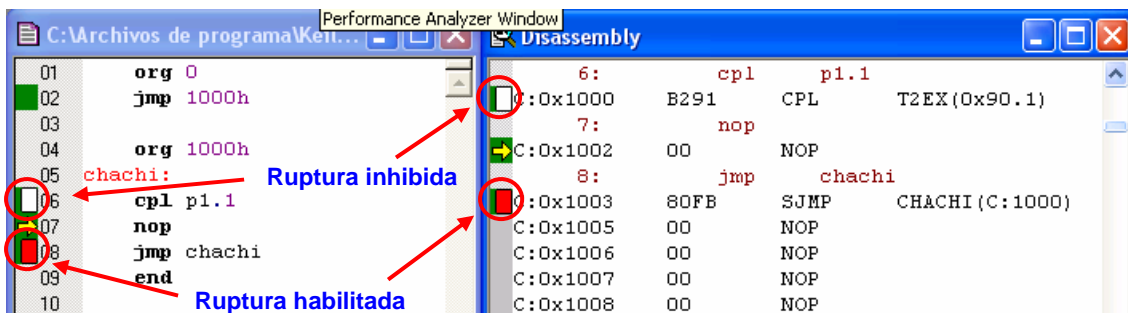 Performance Analyzer Window
C:\Archivos de programa\Keil...
01 org 0
02 jmp 1000h
03
04 org 1000h
05 chachi:
06 cpl p1.1
07 nop
08 jmp chachi
09 end
10
Ruptura inhibida
Ruptura habilitada
Disassembly
6: cpl p1.1
C:0x1000 B291 CPL T2EX(0x90.1)
7: nop
C:0x1002 00 NOP
8: jmp chachi
C:0x1003 80FB SJMP CHACHI(C:1000)
C:0x1005 00 NOP
C:0x1006 00 NOP
C:0x1007 00 NOP
C:0x1008 00 NOP